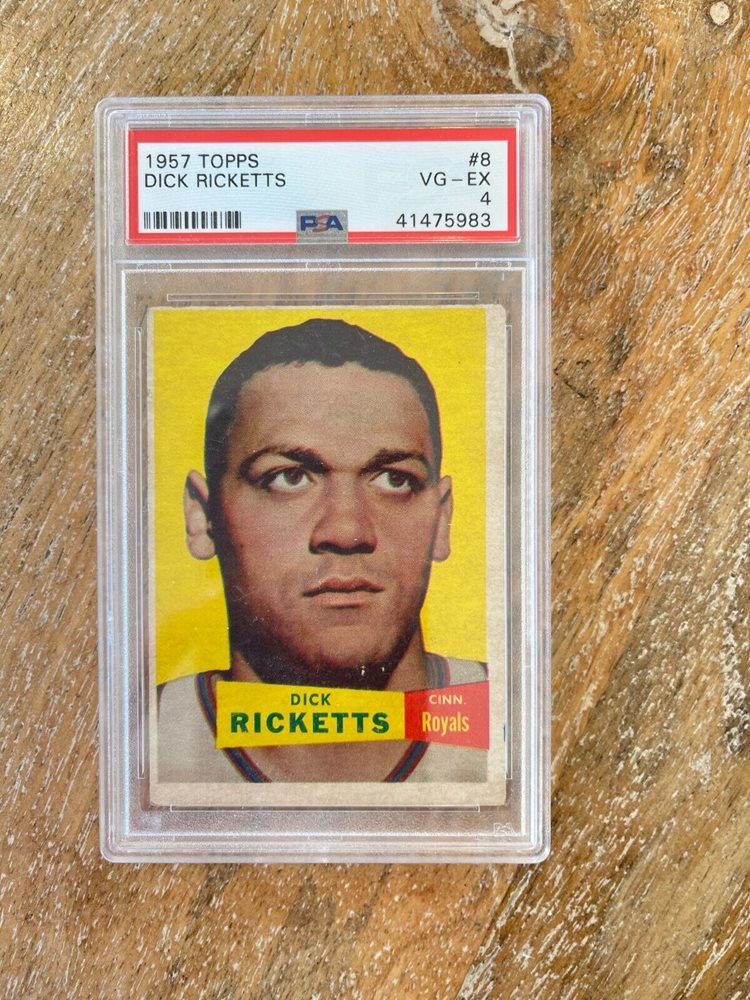 1957 TOPPS #8
DICK RICKETTS VG-EX
4
PSA 41475983
DICK
RICKETTS
CINN.
Royals